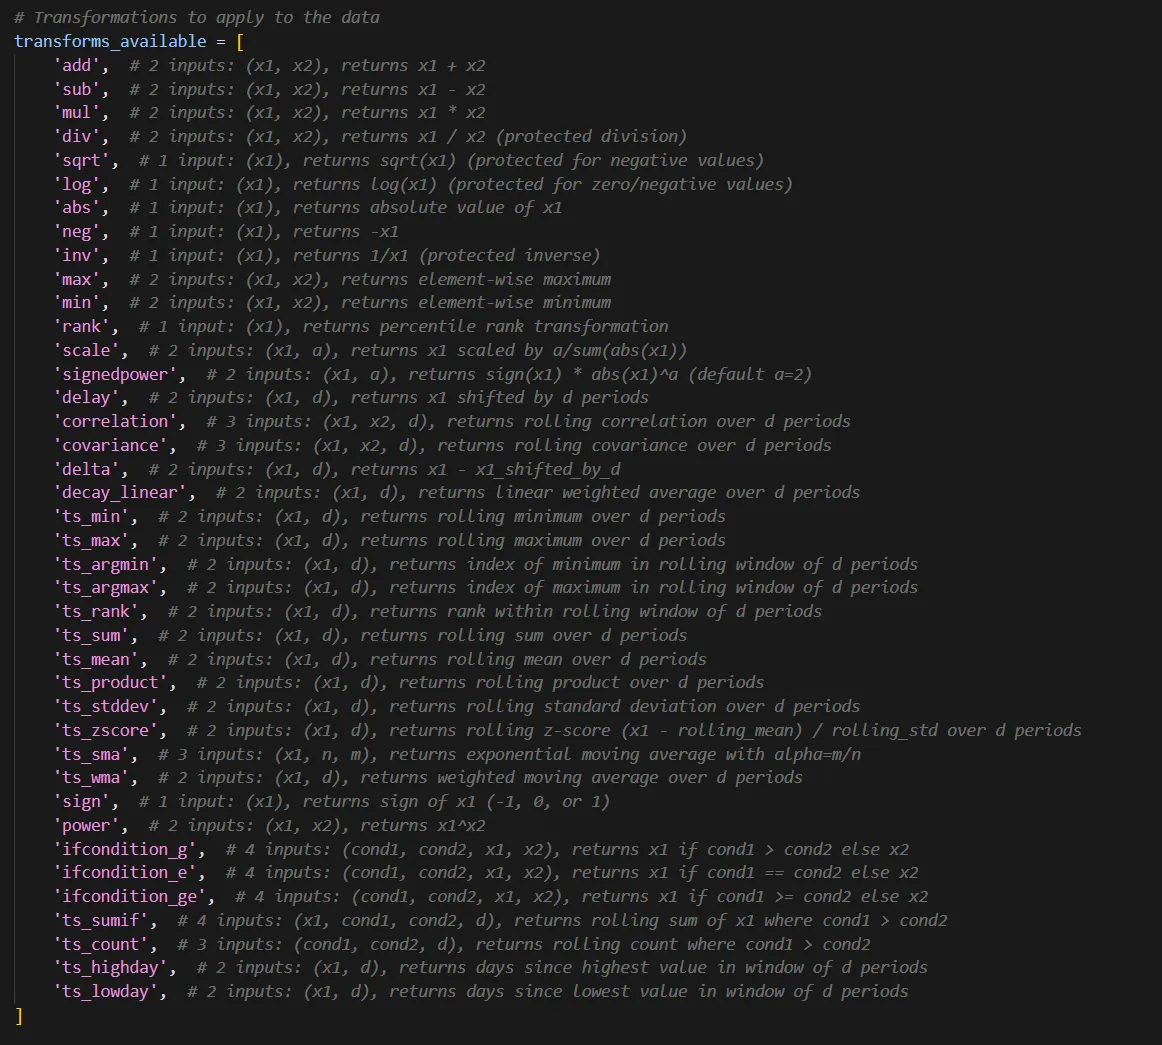 # Transformations to apply to the data
transforms_available = [
'add',  # 2 inputs: (x1, x2), returns x1 + x2
'sub',  # 2 inputs: (x1, x2), returns x1 - x2
'mul',  # 2 inputs: (x1, x2), returns x1 * x2
'div',  # 2 inputs: (x1, x2), returns x1 / x2 (protected division)
'sqrt',  # 1 input: (x1), returns sqrt(x1) (protected for negative values)
'log',  # 1 input: (x1), returns log(x1) (protected for zero/negative values)
'abs',  # 1 input: (x1), returns absolute value of x1
'neg',  # 1 input: (x1), returns -x1
'inv',  # 1 input: (x1), returns 1/x1 (protected inverse)
'max',  # 2 inputs: (x1, x2), returns element-wise maximum
'min',  # 2 inputs: (x1, x2), returns element-wise minimum
'rank',  # 1 input: (x1), returns percentile rank transformation
'scale',  # 2 inputs: (x1, a), returns x1 scaled by a/sum(abs(x1))
'signedpower',  # 2 inputs: (x1, a), returns sign(x1) * abs(x1)^a (default a=2)
'delay',  # 2 inputs: (x1, d), returns x1 shifted by d periods
'correlation',  # 3 inputs: (x1, x2, d), returns rolling correlation over d periods
'covariance',  # 3 inputs: (x1, x2, d), returns rolling covariance over d periods
'delta',  # 2 inputs: (x1, d), returns x1 - x1_shifted_by_d
'decay_linear',  # 2 inputs: (x1, d), returns linear weighted average over d periods
'ts_min',  # 2 inputs: (x1, d), returns rolling minimum over d periods
'ts_max',  # 2 inputs: (x1, d), returns rolling maximum over d periods
'ts_argmin',  # 2 inputs: (x1, d), returns index of minimum in rolling window of d periods
'ts_argmax',  # 2 inputs: (x1, d), returns index of maximum in rolling window of d periods
'ts_rank',  # 2 inputs: (x1, d), returns rank within rolling window of d periods
'ts_sum',  # 2 inputs: (x1, d), returns rolling sum over d periods
'ts_mean',  # 2 inputs: (x1, d), returns rolling mean over d periods
'ts_product',  # 2 inputs: (x1, d), returns rolling product over d periods
'ts_stddev',  # 2 inputs: (x1, d), returns rolling standard deviation over d periods
'ts_zscore',  # 2 inputs: (x1, d), returns rolling z-score (x1 - rolling_mean) / rolling_std over d periods
'ts_sma',  # 3 inputs: (x1, n, m), returns exponential moving average with alpha=m/n
'ts_wma',  # 2 inputs: (x1, d), returns weighted moving average over d periods
'sign',  # 1 input: (x1), returns sign of x1 (-1, 0, or 1)
'power',  # 2 inputs: (x1, x2), returns x1^x2
'ifcondition_g',  # 4 inputs: (cond1, cond2, x1, x2), returns x1 if cond1 > cond2 else x2
'ifcondition_e',  # 4 inputs: (cond1, cond2, x1, x2), returns x1 if cond1 == cond2 else x2
'ifcondition_ge',  # 4 inputs: (cond1, cond2, x1, x2), returns x1 if cond1 >= cond2 else x2
'ts_sumif',  # 4 inputs: (x1, cond1, cond2, d), returns rolling sum of x1 where cond1 > cond2
'ts_count',  # 3 inputs: (cond1, cond2, d), returns rolling count where cond1 > cond2
'ts_highday',  # 2 inputs: (x1, d), returns days since highest value in window of d periods
'ts_lowday',  # 2 inputs: (x1, d), returns days since lowest value in window of d periods
]